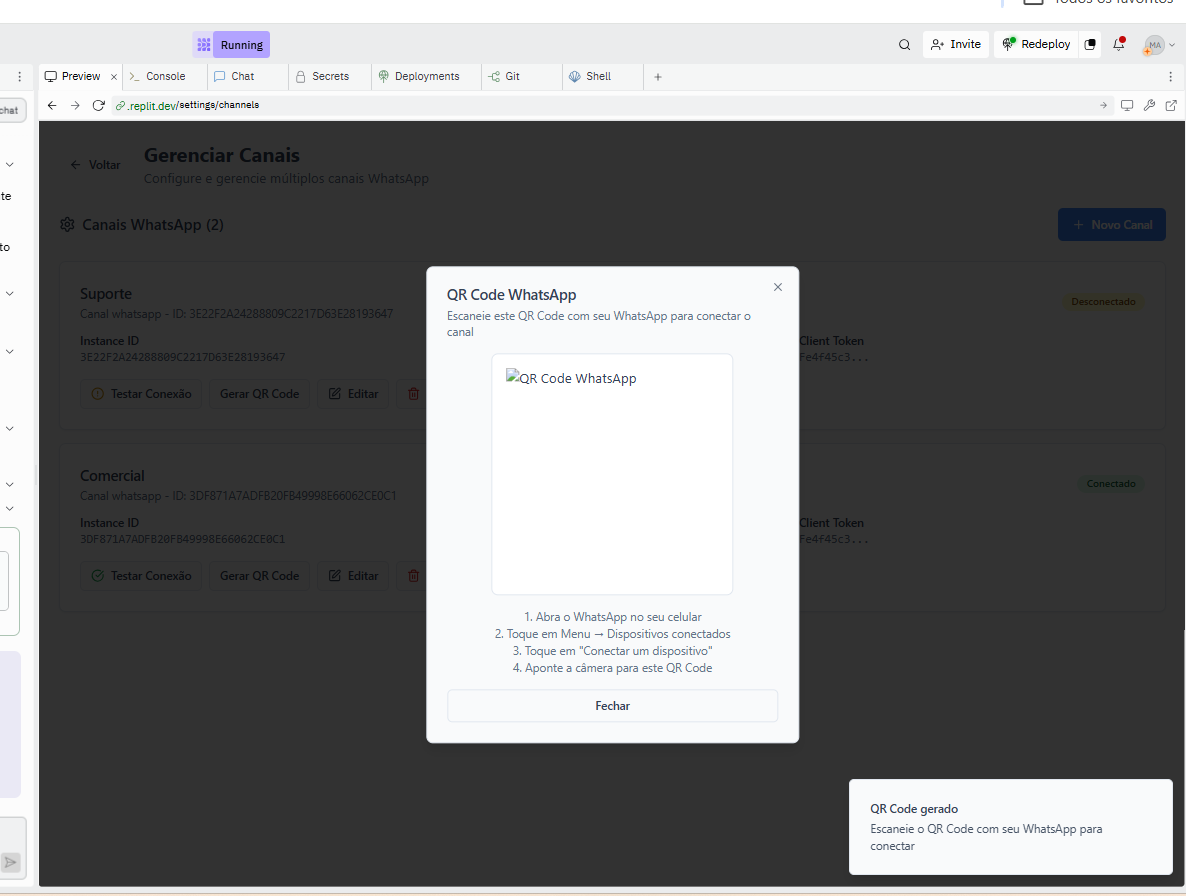 Todos os favoritos
Running
Invite
Redeploy
MA
Preview
Console
Chat
Secrets
Deployments
Git
Shell
chat
.replit.dev/settings/channels
te
to
Voltar
Gerenciar Canais
Configure e gerencie múltiplos canais WhatsApp
Canais WhatsApp (2)
+ Novo Canal
Suporte
Canal whatsapp - ID: 3E22F2A24288809C2217D63E28193647
Desconectado
Instance ID
3E22F2A24288809C2217D63E28193647
Client Token
Fe4f45c3...
Testar Conexão
Gerar QR Code
Editar
Comercial
Canal whatsapp - ID: 3DF871A7ADFB20FB49998E66062CE0C1
Conectado
Instance ID
3DF871A7ADFB20FB49998E66062CE0C1
Client Token
Fe4f45c3...
Testar Conexão
Gerar QR Code
Editar
QR Code WhatsApp
Escaneie este QR Code com seu WhatsApp para conectar o
canal
QR Code WhatsApp
1. Abra o WhatsApp no seu celular
2. Toque em Menu → Dispositivos conectados
3. Toque em "Conectar um dispositivo"
4. Aponte a câmera para este QR Code
Fechar
QR Code gerado
Escaneie o QR Code com seu WhatsApp para
conectar